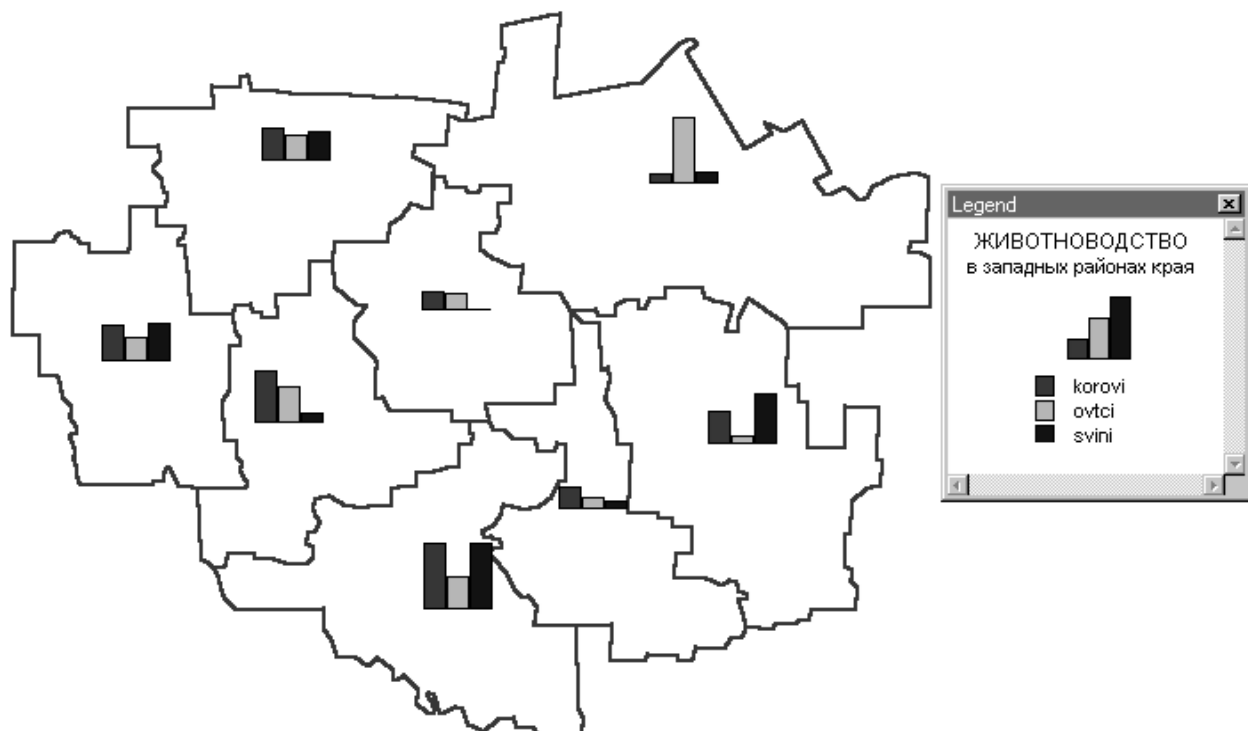 Legend
ЖИВОТНОВОДСТВО
в западных районах края
korovi
ovtci
svini